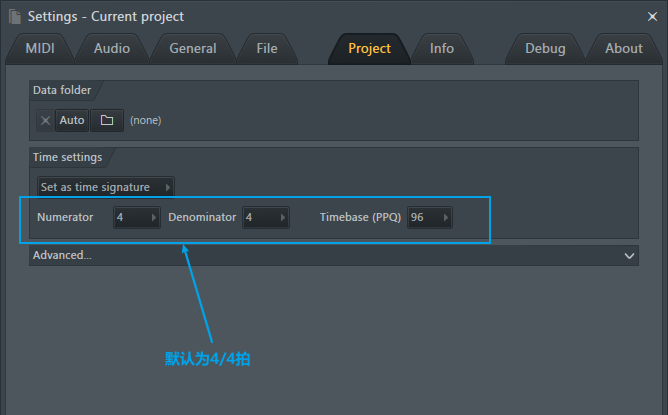 Settings - Current project
MIDI Audio General File Project Info Debug About
Data folder
Auto (none)
Time settings
Set as time signature
Numerator 4 Denominator 4 Timebase (PPQ) 96
Advanced...
默认为4/4拍